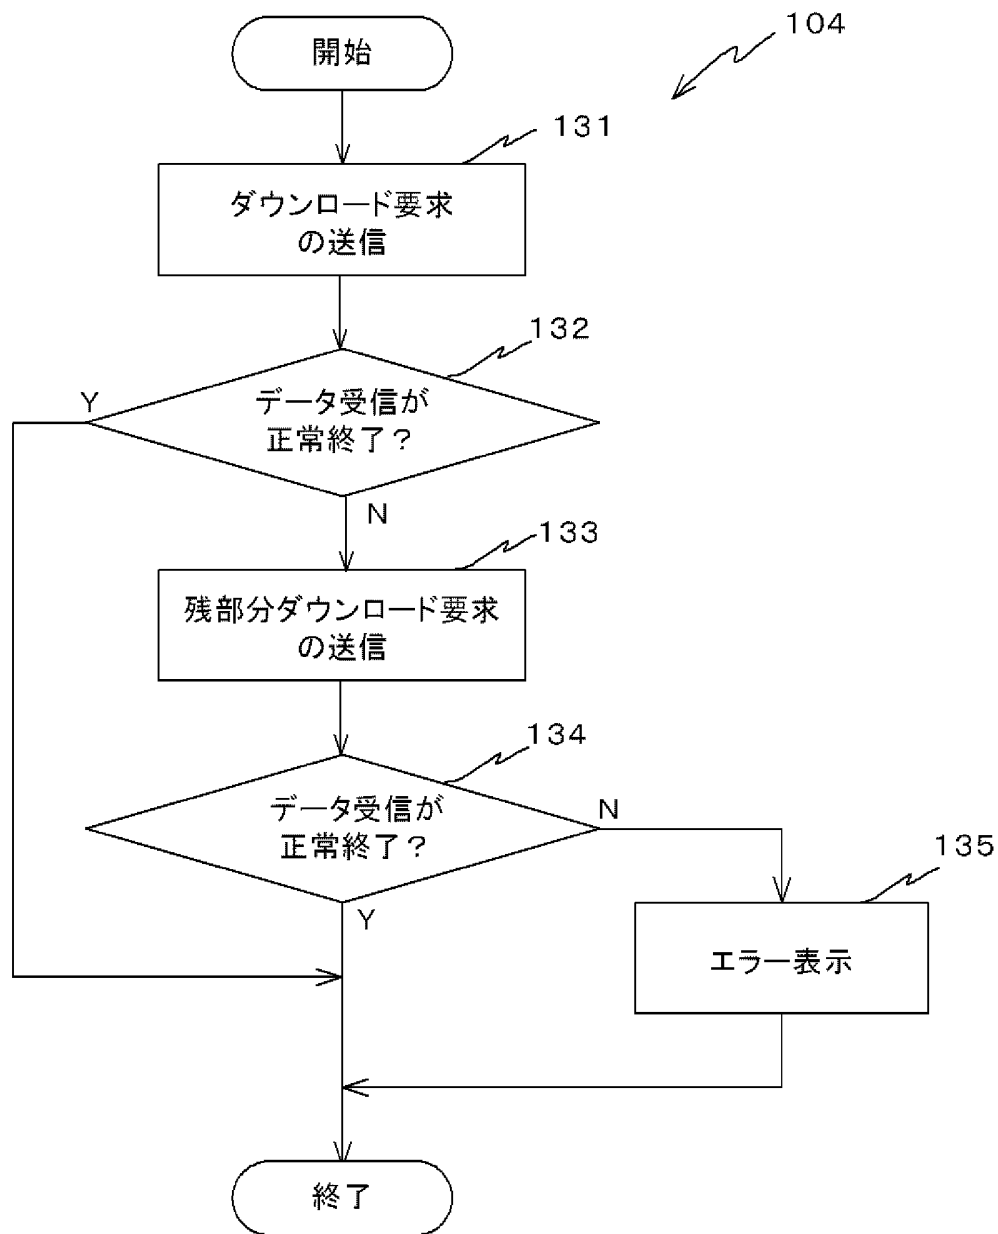 104
開始
131
ダウンロード要求
の送信
132
Y
データ受信が
正常終了？
N
133
残部分ダウンロード要求
の送信
134
データ受信が
正常終了？
N
Y
135
エラー表示
終了